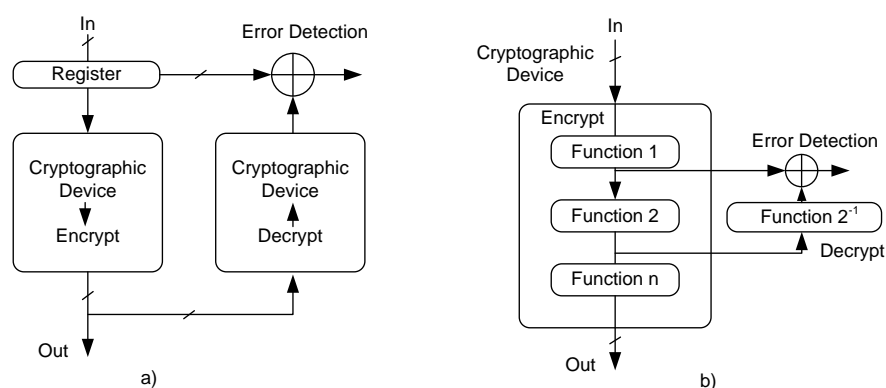 In
Error Detection
Register
Cryptographic
Device
Encrypt
Cryptographic
Device
Decrypt
Out
a)
In
Cryptographic
Device
Encrypt
Function 1
Error Detection
Function 2
Function 2-1
Decrypt
Function n
Out
b)